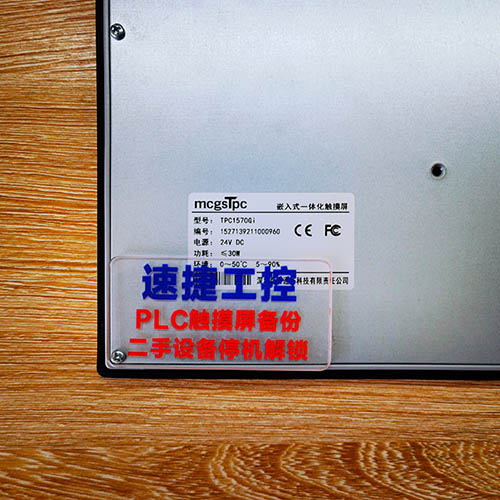 mcgsTpc 嵌入式一体化触摸屏
型号: TPC1570Gi
编号: 1527139211000960
电源: 24V DC
功耗: ≤30W
CE FC
环境: 0~50℃ 5~90%
科技有限责任公司
速捷工控
PLC触摸屏备份
二手设备停机解锁